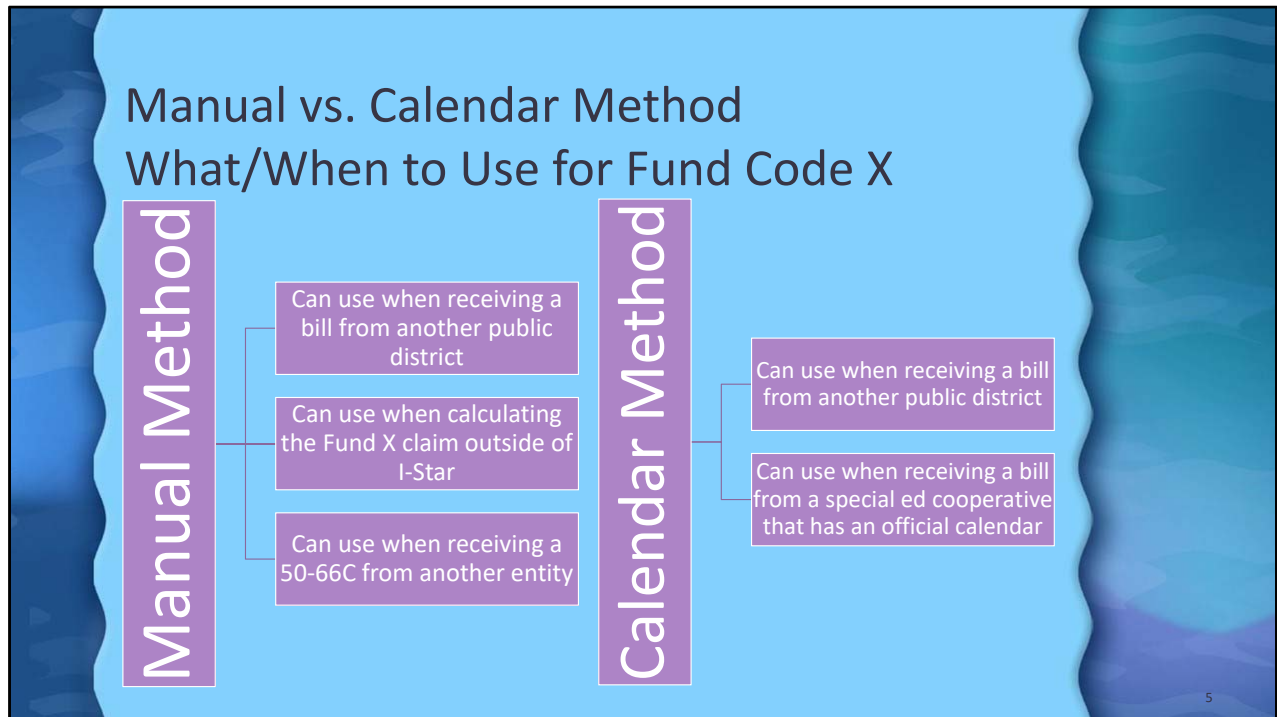 Manual vs. Calendar Method
What/When to Use for Fund Code X
Manual Method
Can use when receiving a
bill from another public
district
Can use when calculating
the Fund X claim outside of
I-Star
Can use when receiving a
50-66C from another entity
Calendar Method
Can use when receiving a bill
from another public district
Can use when receiving a bill
from a special ed cooperative
that has an official calendar
5